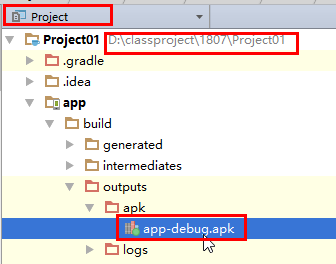 Project
Project01 D:\classproject\1807\Project01
.gradle
.idea
app
build
generated
intermediates
outputs
apk
app-debug.apk
logs